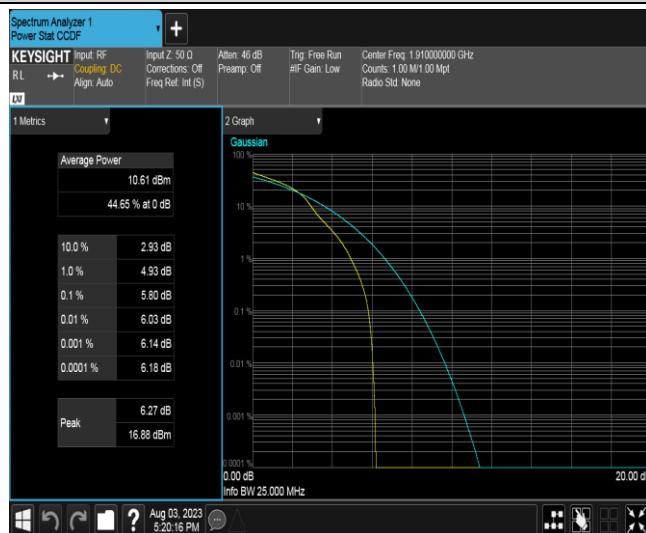 Spectrum Analyzer 1
Power Stat CCDF
+
KEYSIGHT
RL
LXI
Input: RF
Coupling: DC
Align: Auto
Input Z: 50 Ω
Corrections: Off
Freq Ref: Int (S)
Atten: 46 dB
Preamp: Off
Trig: Free Run
#IF Gain: Low
Center Freq: 1.910000000 GHz
Counts: 1.00 M/1.00 Mpt
Radio Std: None
1 Metrics
Average Power
10.61 dBm
44.65 % at 0 dB
10.0 % 2.93 dB
1.0 % 4.93 dB
0.1 % 5.80 dB
0.01 % 6.03 dB
0.001 % 6.14 dB
0.0001 % 6.18 dB
Peak
6.27 dB
16.88 dBm
2 Graph
Gaussian
100 %
10 %
1 %
0.1 %
0.01 %
0.001 %
0.0001 %
0.00 dB
20.00 d
Info BW 25.000 MHz
?
Aug 03, 2023
5:20:16 PM